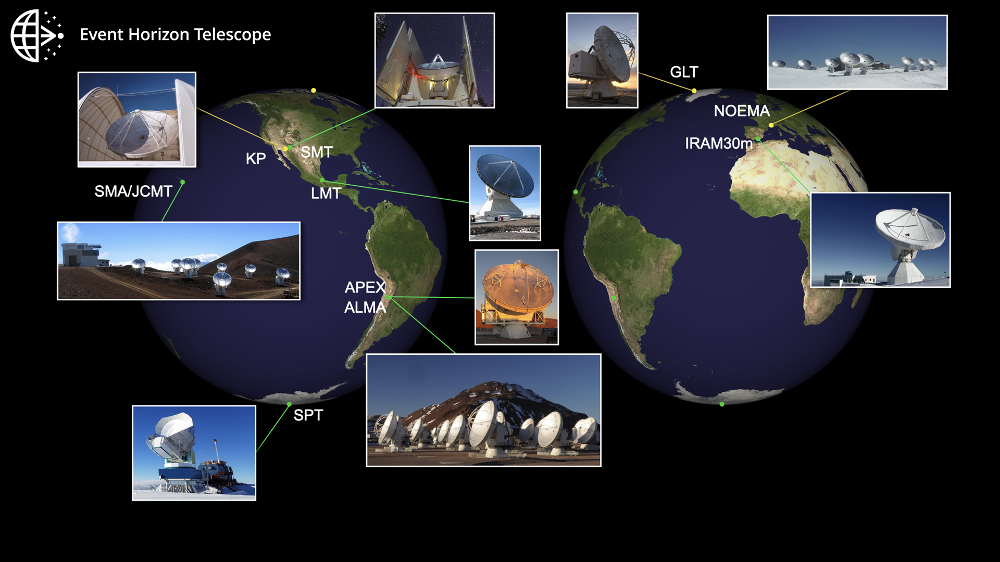 Event Horizon Telescope
GLT
NOEMA
IRAM30m
SMT
KP
SMA/JCMT
LMT
APEX
ALMA
SPT